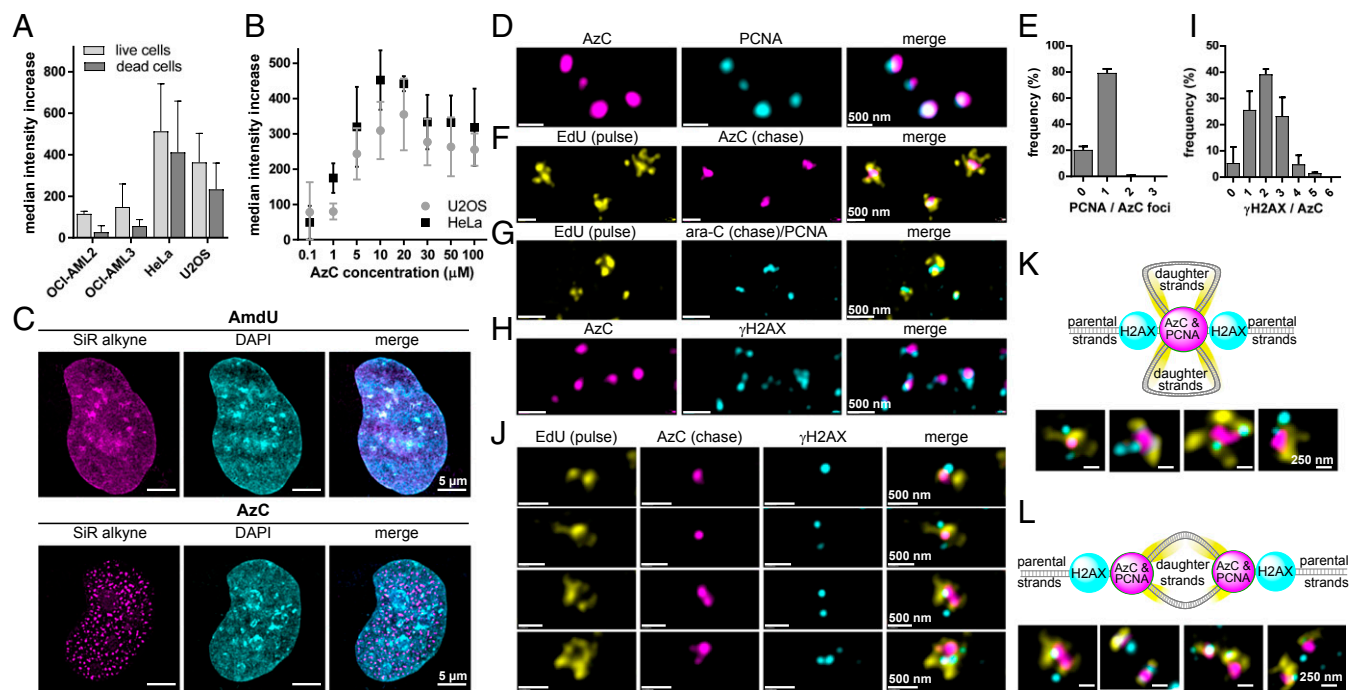 A
live cells
dead cells
median intensity increase
800
600
400
200
0
OCI-AML2
OCI-AML3
HeLa
U2OS
B
median intensity increase
500
400
300
200
100
0
U2OS
HeLa
0.1 1 5 10 20 30 50 100
AzC concentration (μM)
C
AmdU
SiR alkyne DAPI merge
5 μm
AzC
SiR alkyne DAPI merge
5 μm
D
AzC PCNA merge
500 nm
E
frequency (%)
100
80
60
40
20
0
0 1 2 3
PCNA / AzC foci
F
EdU (pulse) AzC (chase) merge
500 nm
G
EdU (pulse) ara-C (chase)/PCNA merge
500 nm
H
AzC γH2AX merge
500 nm
I
frequency (%)
50
40
30
20
10
0
0 1 2 3 4 5 6
γH2AX / AzC
J
EdU (pulse) AzC (chase) γH2AX merge
500 nm
500 nm
500 nm
500 nm
K
daughter
strands
parental
strands
H2AX
AzC &
PCNA
H2AX
parental
strands
daughter
strands
250 nm
L
parental
strands
H2AX
AzC &
PCNA
daughter
strands
AzC &
PCNA
H2AX
parental
strands
250 nm